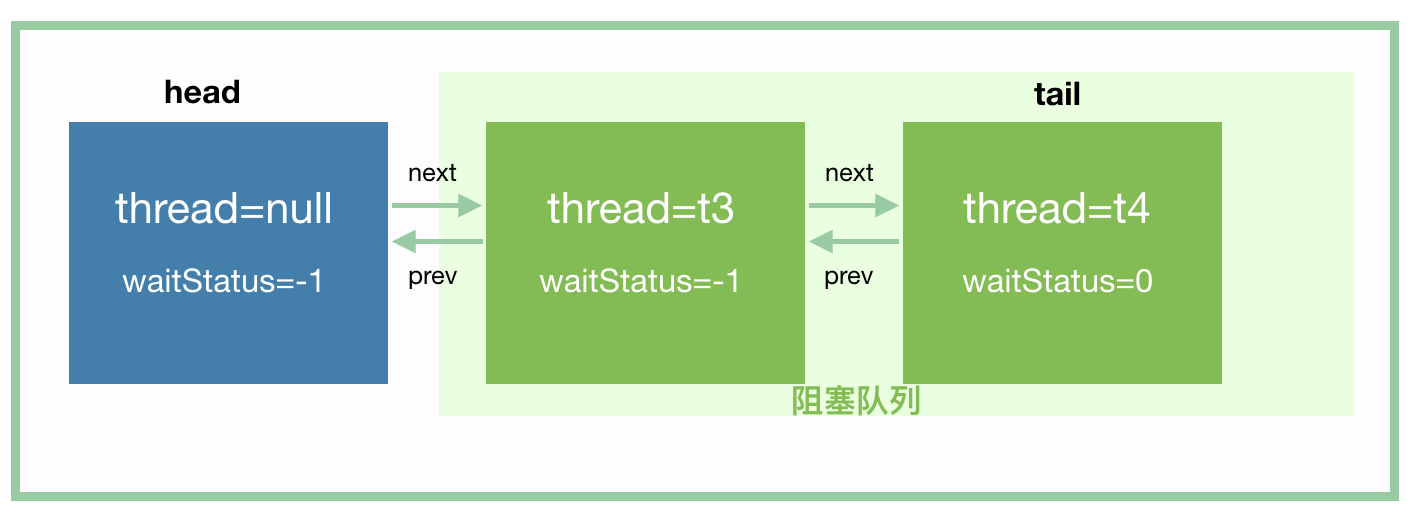 head
tail
next
next
thread=null
thread=t3
thread=t4
waitStatus=-1
prev
waitStatus=-1
prev
waitStatus=0
阻塞队列